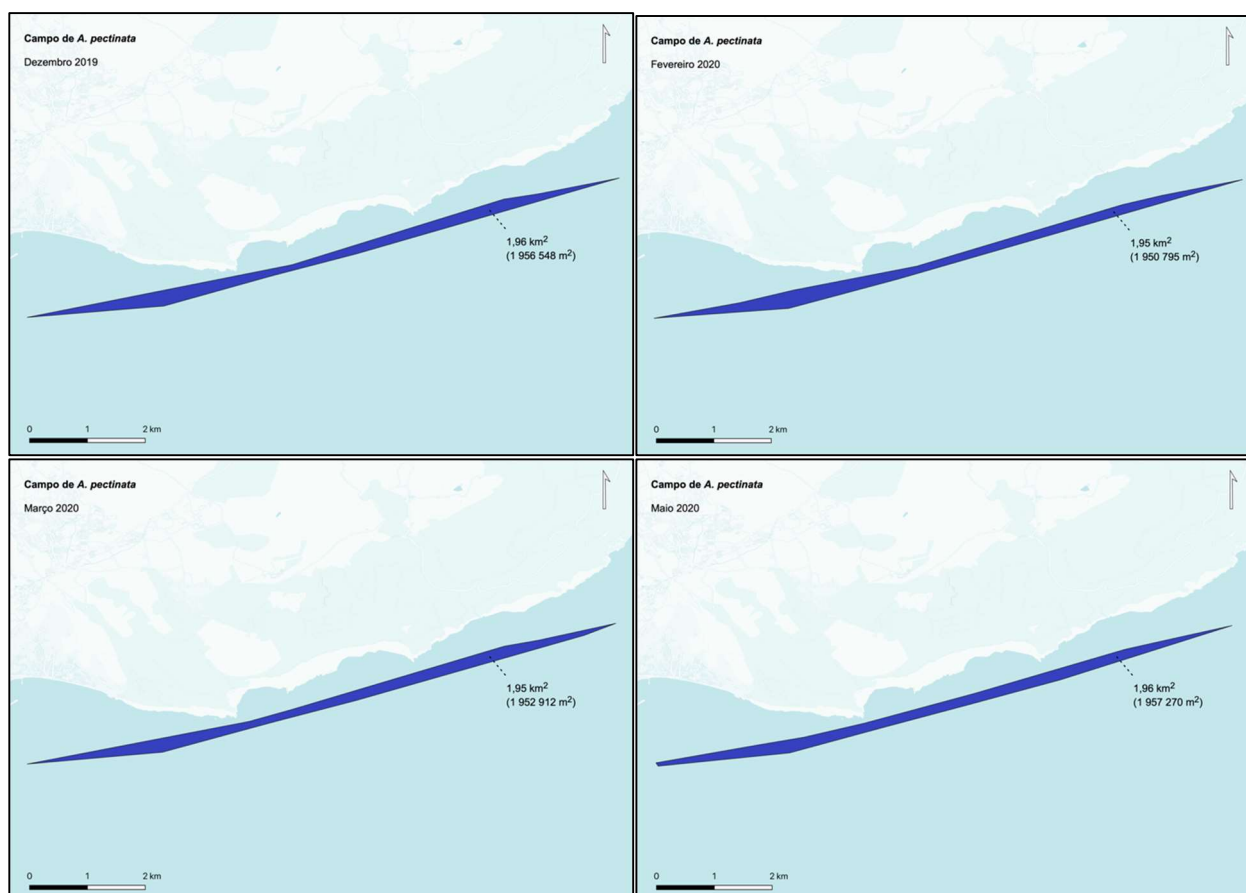 Campo de A. pectinata
Dezembro 2019
1,96 km²
(1 956 548 m²)
0 1 2 km
Campo de A. pectinata
Fevereiro 2020
1,95 km²
(1 950 795 m²)
0 1 2 km
Campo de A. pectinata
Março 2020
1,95 km²
(1 952 912 m²)
0 1 2 km
Campo de A. pectinata
Maio 2020
1,96 km²
(1 957 270 m²)
0 1 2 km